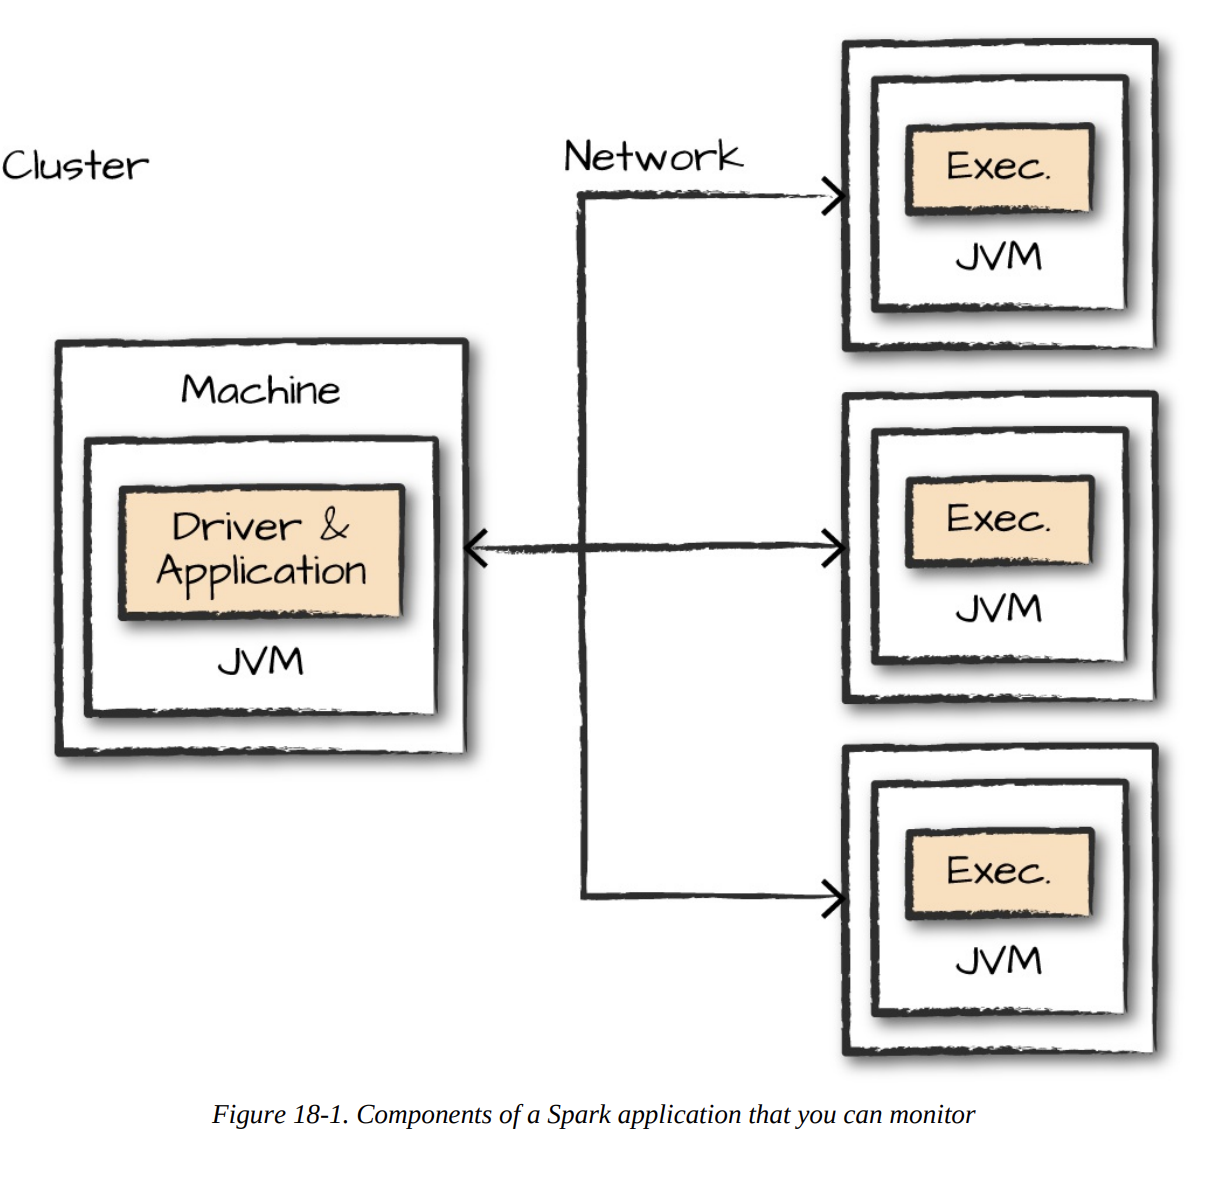 Cluster
Network
Exec.
JVM
Machine
Driver &
Application
JVM
Exec.
JVM
Exec.
JVM
Figure 18-1. Components of a Spark application that you can monitor